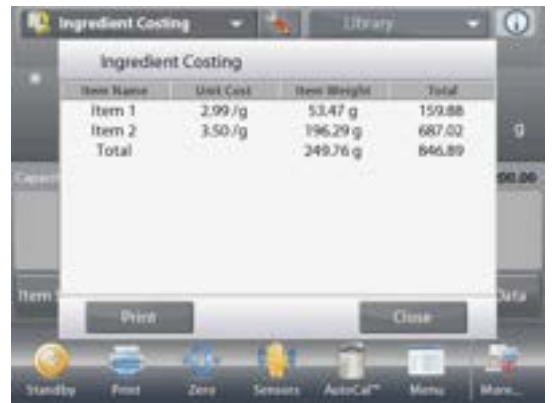 Ingredient Costing Library
Ingredient Costing
Item Name Unit Cost Item Weight Total
Item 1 2.99 /g 53.47 g 159.88
Item 2 3.50 /g 196.29 g 687.02
Total 249.76 g 846.89
g
Item Data
Print Close
Standby Print Zero Sensors AutoCal™ Menu More...